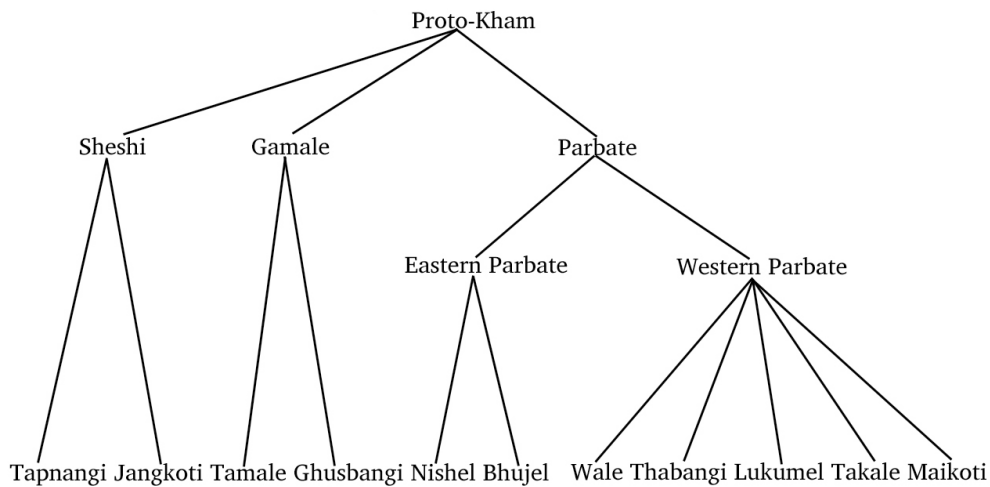 Proto-Kham
Sheshi Gamale Parbate
Eastern Parbate Western Parbate
Tapnangi Jangkoti Tamale Ghusbangi Nishel Bhujel Wale Thabangi Lukumel Takale Maikoti